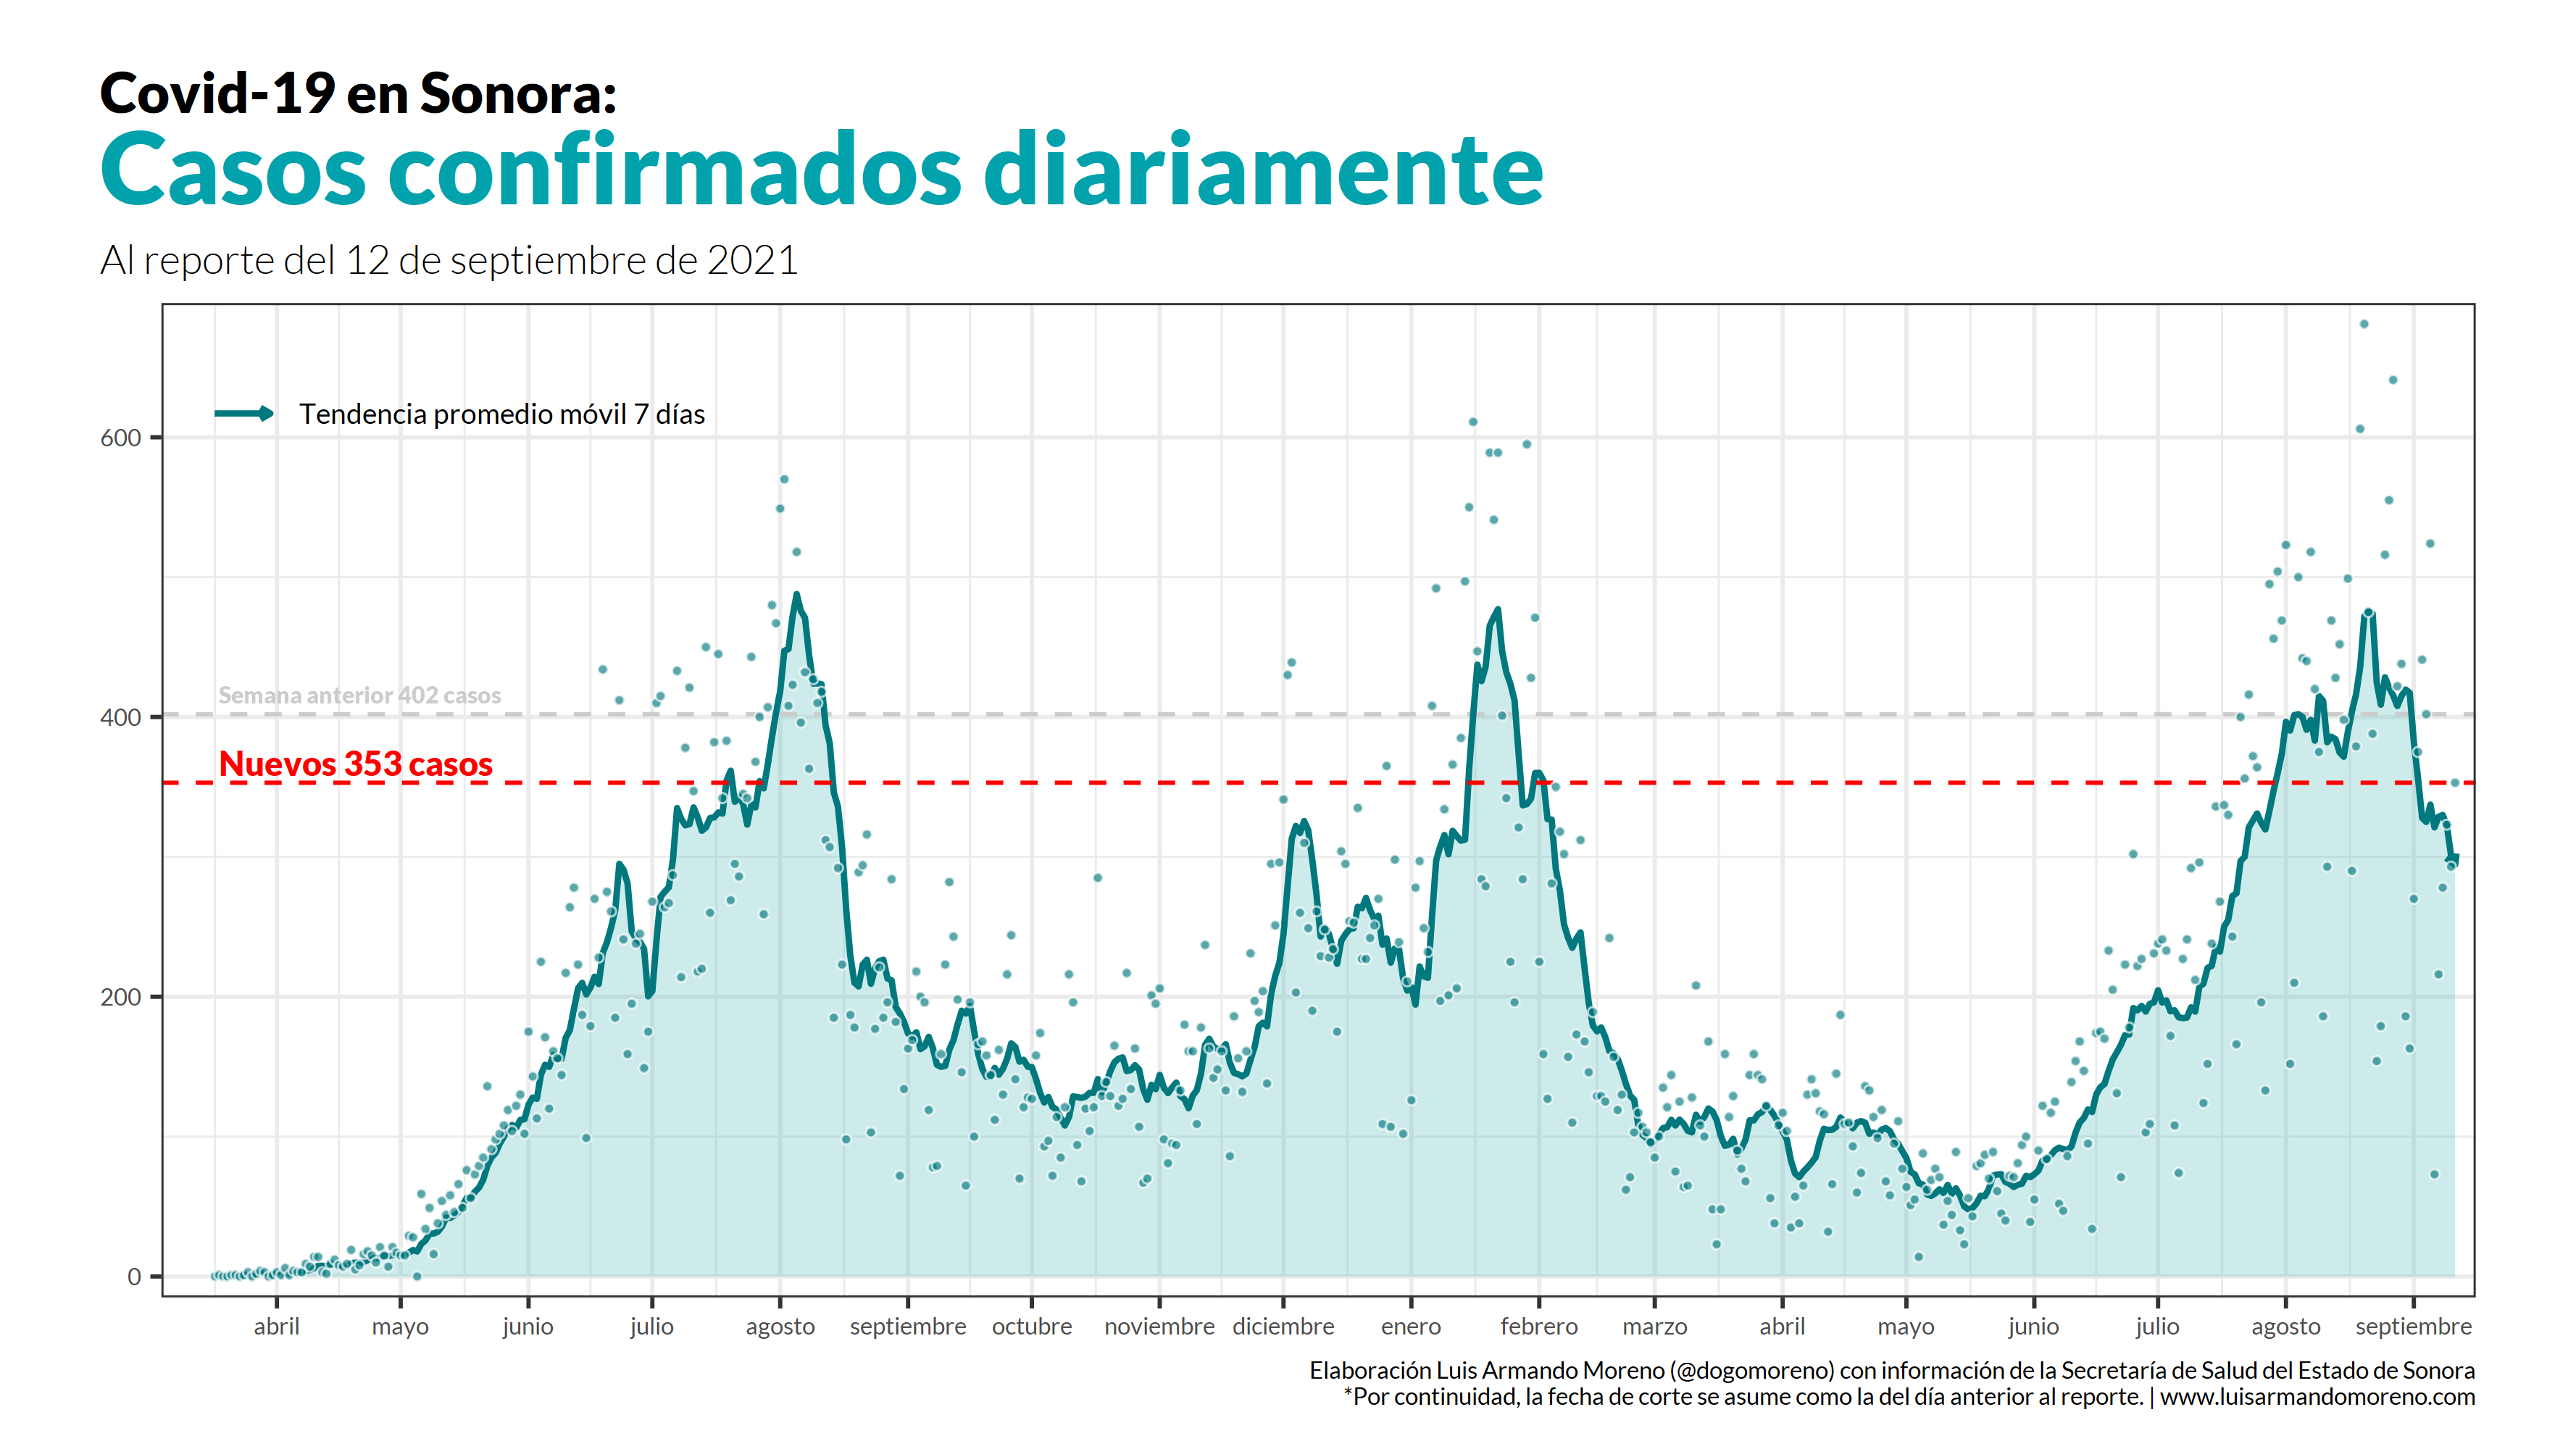 Covid-19 en Sonora:
Casos confirmados diariamente
Al reporte del 12 de septiembre de 2021
Tendencia promedio móvil 7 días
600
Semana anterior 402 casos
400
Nuevos 353 casos
200
0
abril mayo junio julio agosto septiembre octubre noviembre diciembre enero febrero marzo abril mayo junio julio agosto septiembre
Elaboración Luis Armando Moreno (@dogomoreno) con información de la Secretaría de Salud del Estado de Sonora
*Por continuidad, la fecha de corte se asume como la del día anterior al reporte. | www.luisarmandomoreno.com